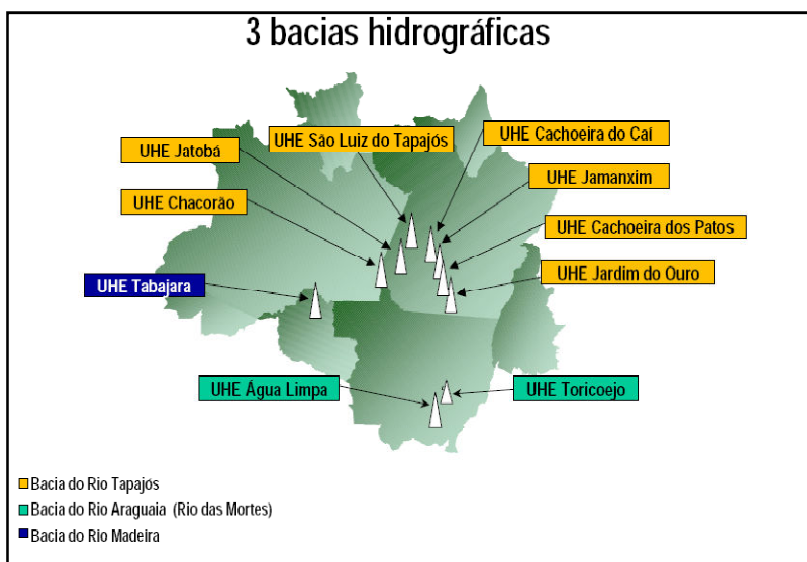 3 bacias hidrográficas
UHE São Luiz do Tapajós
UHE Cachoeira do Caí
UHE Jatobá
UHE Jamanxim
UHE Chacorão
UHE Cachoeira dos Patos
UHE Jardim do Ouro
UHE Tabajara
UHE Água Limpa
UHE Toricoejo
Bacia do Rio Tapajós
Bacia do Rio Araguaia (Rio das Mortes)
Bacia do Rio Madeira